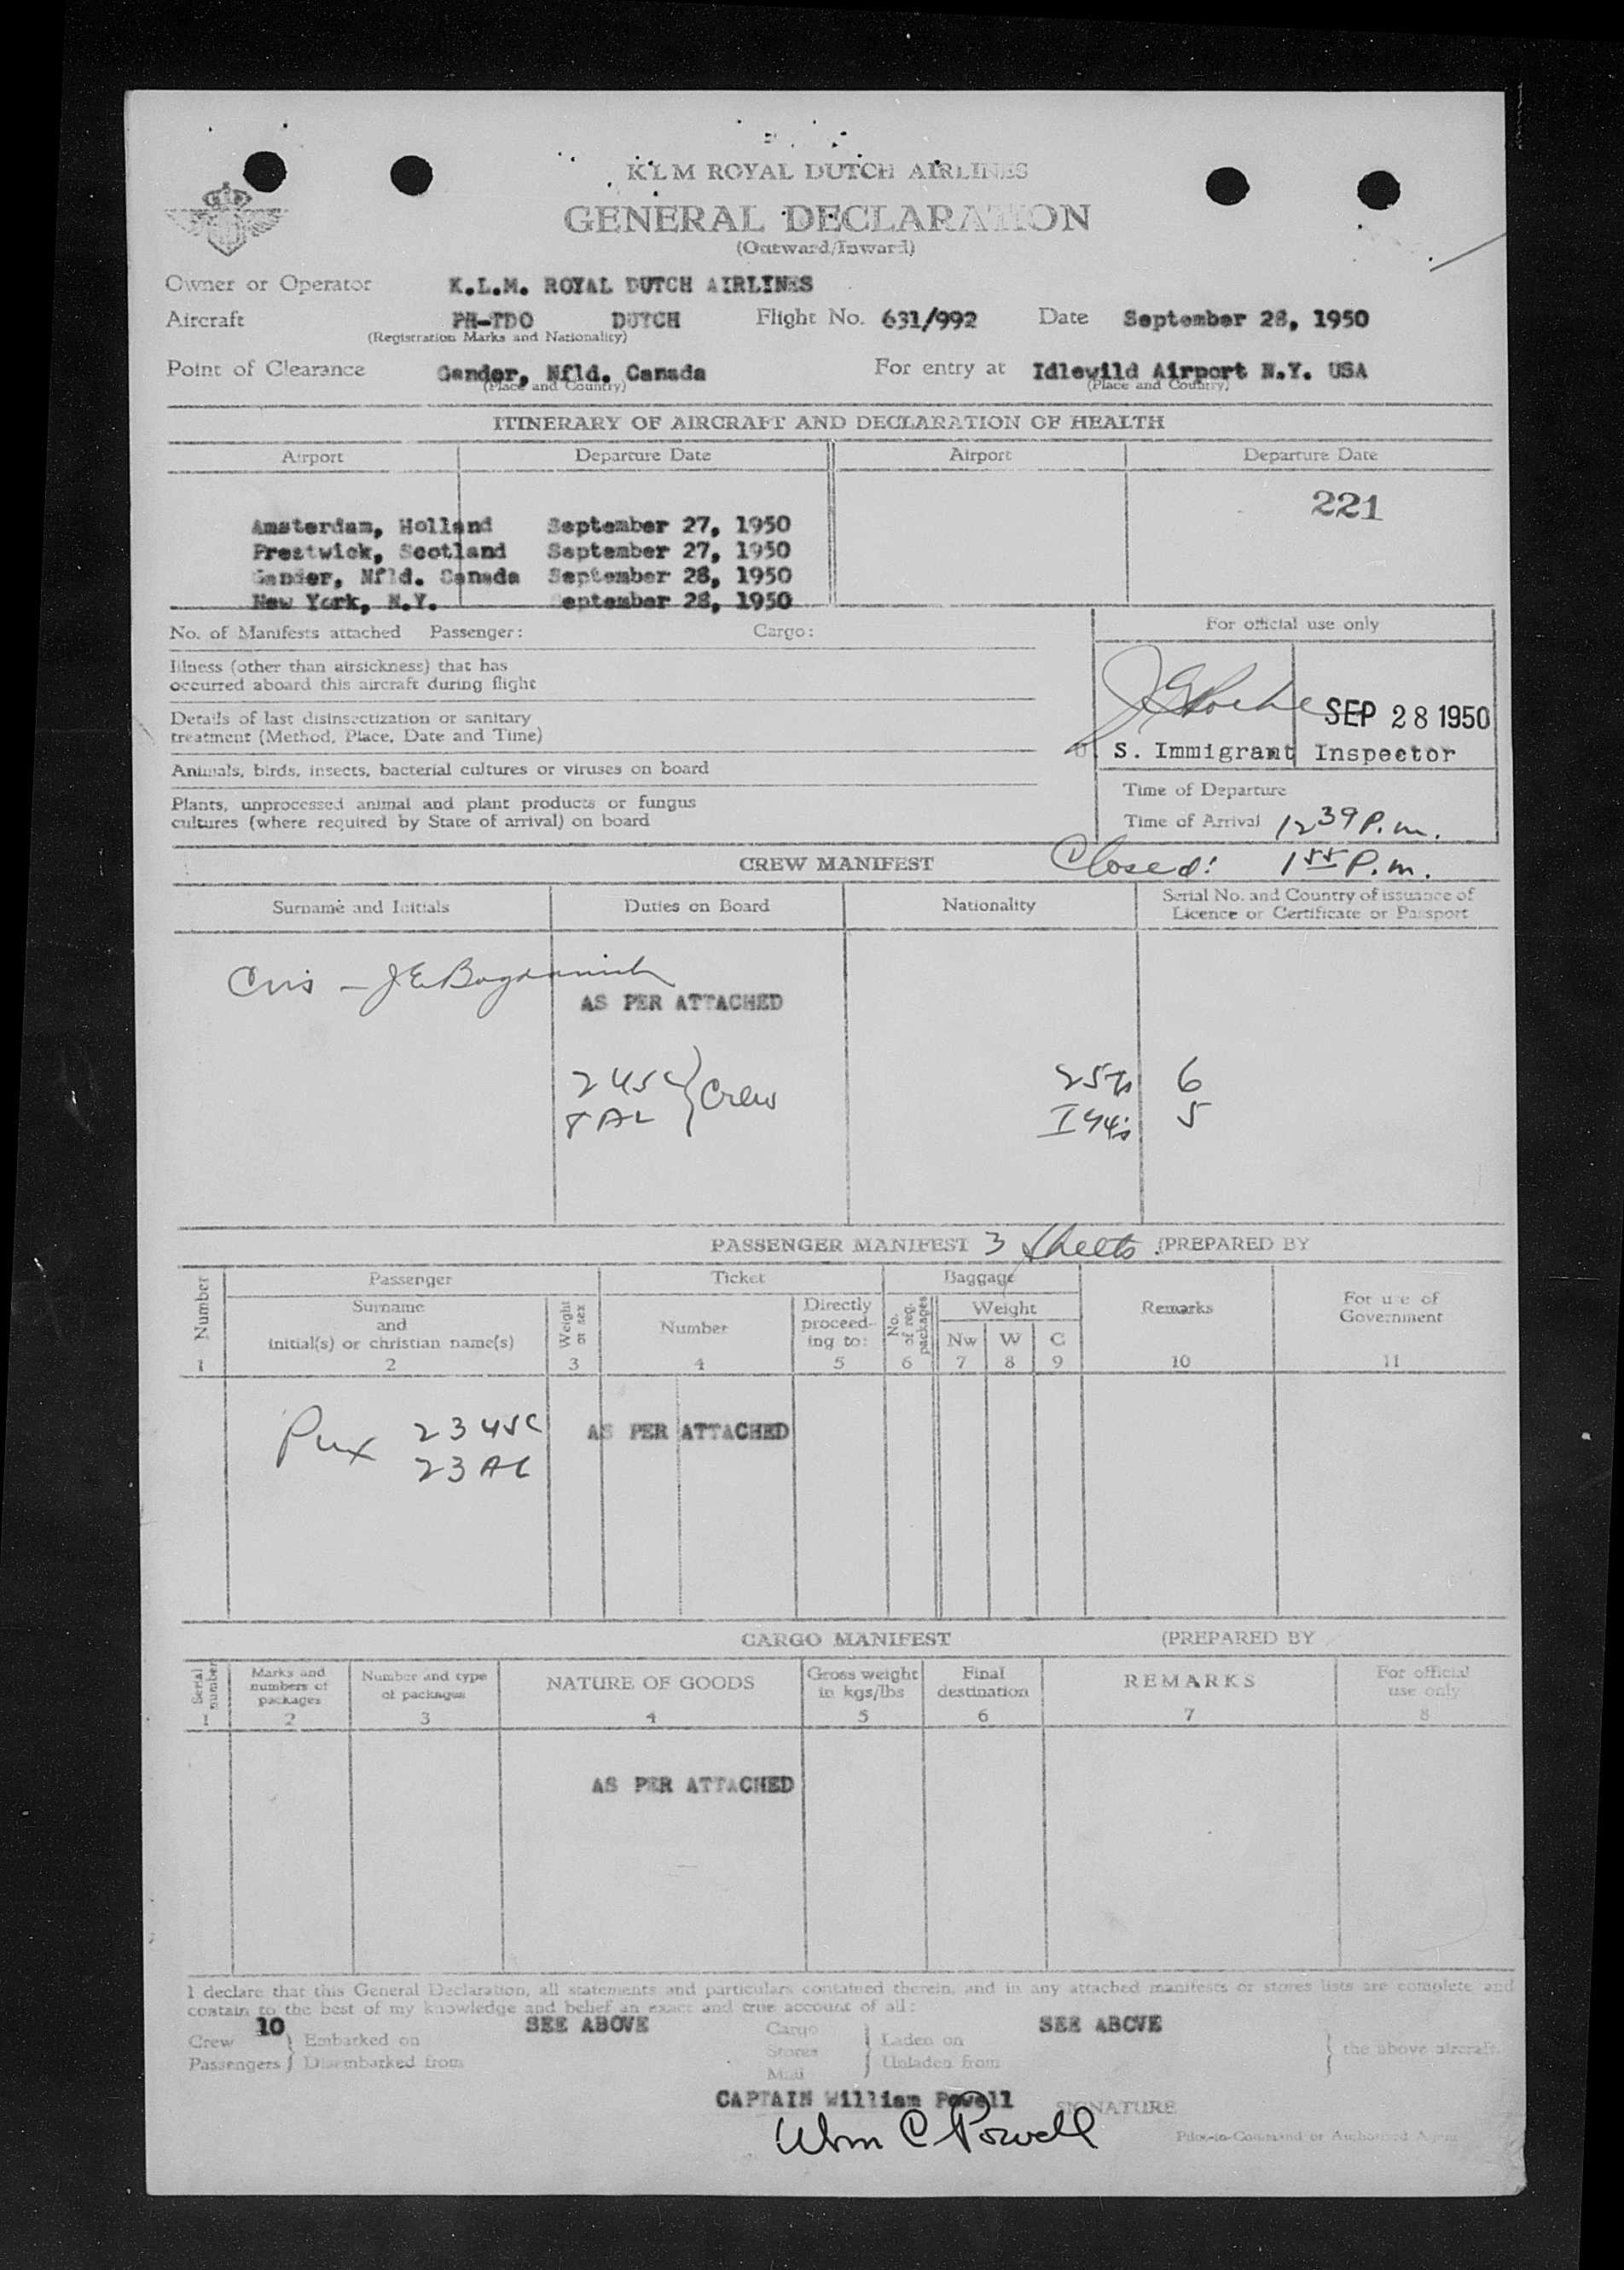 KLM ROYAL DUTCH AIRLINES
GENERAL DECLARATION
(Outward/Inward)
Owner or Operator K.L.M. ROYAL DUTCH AIRLINES
Aircraft PH-TDO DUTCH Flight No. 631/992 Date September 28, 1950
(Registration Marks and Nationality)
Point of Clearance Gander, Nfld. Canada For entry at Idlewild Airport N.Y. USA
(Place and Country) (Place and Country)
ITINERARY OF AIRCRAFT AND DECLARATION OF HEALTH
Airport Departure Date Airport Departure Date
221
Amsterdam, Holland September 27, 1950
Prestwick, Scotland September 27, 1950
Gander, Nfld. Canada September 28, 1950
New York, N.Y. September 28, 1950
No. of Manifests attached Passenger: Cargo:
For official use only
Illness (other than airsickness) that has
occurred aboard this aircraft during flight
Details of last disinsectization or sanitary
treatment (Method, Place, Date and Time)
SEP 28 1950
S. Immigrant Inspector
Animals, birds, insects, bacterial cultures or viruses on board
Plants, unprocessed animal and plant products or fungus
cultures (where required by State of arrival) on board
Time of Departure
Time of Arrival 12 39 P.m.
CREW MANIFEST Closed: 1 55 P.m.
Surname and Initials Duties on Board Nationality Serial No. and Country of issuance of
Licence or Certificate or Passport
AS PER ATTACHED
2 USC } Crew
8 AL
6
5
PASSENGER MANIFEST 3 Sheets (PREPARED BY
Number Passenger Ticket Baggage Remarks For use of
Government
Surname
and
initial(s) or christian name(s)
Weight
or sex
Number
Directly
proceed-
ing to:
No.
of reg.
packages
Weight
Nw W C
1 2 3 4 5 6 7 8 9 10 11
23 USC
23 AL
AS PER ATTACHED
CARGO MANIFEST (PREPARED BY
Serial
number
Marks and
numbers of
packages
Number and type
of packages
NATURE OF GOODS
Gross weight
in kgs/lbs
Final
destination
REMARKS
For official
use only
1 2 3 4 5 6 7 8
AS PER ATTACHED
I declare that this General Declaration, all statements and particulars contained therein, and in any attached manifests or stores lists are complete and
contain to the best of my knowledge and belief an exact and true account of all:
Crew 10 Embarked on SEE ABOVE Cargo Laden on SEE ABOVE
Passengers Disembarked from Stores Unladen from the above aircraft.
Mail
CAPTAIN William Powell SIGNATURE
Wm C Powell
Pilot-in-Command or Authorised Agent